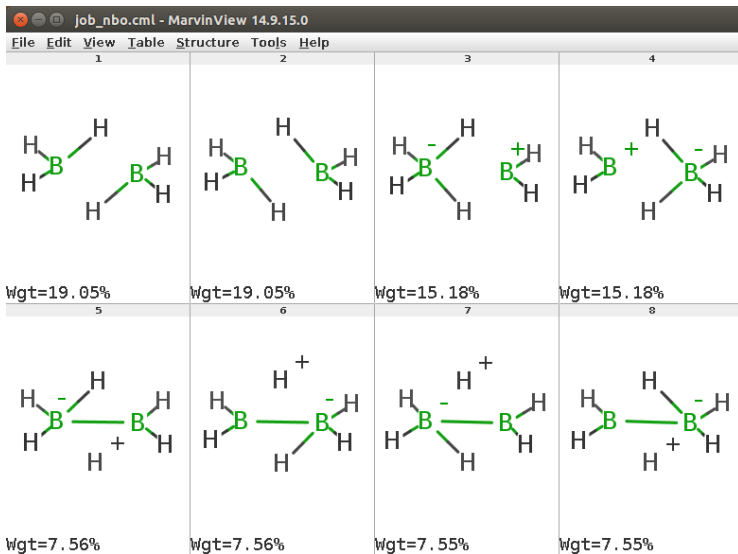 job_nbo.cml - MarvinView 14.9.15.0
File Edit View Table Structure Tools Help
1
H
H H
B B
H H
H
Wgt=19.05%
2
H
H H
B B
H H
H
Wgt=19.05%
3
H
H - + H
B B
H H
H
Wgt=15.18%
4
H
H + - H
B B
H H
H
Wgt=15.18%
5
H
H - H
B B
H + H
H
Wgt=7.56%
6
+
H
H - H
B B
H H
H
Wgt=7.56%
7
+
H
H - H
B B
H H
H
Wgt=7.55%
8
H
H - H
B B
H + H
H
Wgt=7.55%